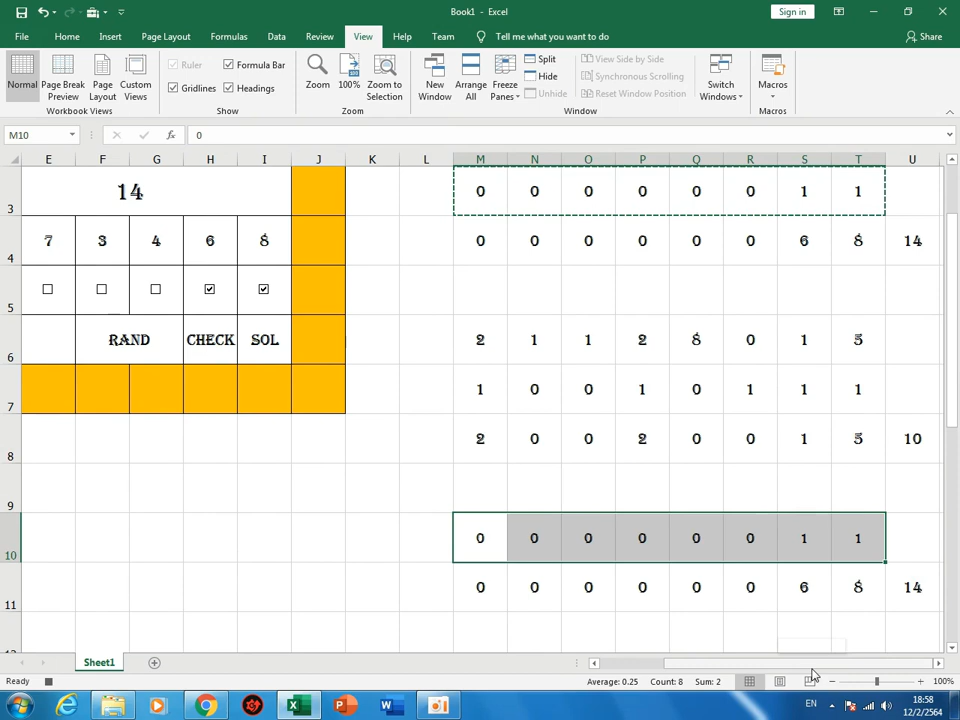 Book1 - Excel
Sign in
File Home Insert Page Layout Formulas Data Review View Help Team Tell me what you want to do Share
Normal Page Break Preview Page Layout Custom Views
Workbook Views
Ruler Formula Bar
Gridlines Headings
Show
Zoom 100% Zoom to Selection
Zoom
New Window Arrange All Freeze Panes
Split
Hide
Unhide
View Side by Side
Synchronous Scrolling
Reset Window Position
Window
Switch Windows
Macros
Macros
M10 fx 0
E F G H I J K L M N O P Q R S T U
3 14 0 0 0 0 0 0 1 1
4 7 3 4 6 8 0 0 0 0 0 0 6 8 14
5
6 RAND CHECK SOL 2 1 1 2 8 0 1 5
7 1 0 0 1 0 1 1 1
8 2 0 0 2 0 0 1 5 10
9
10 0 0 0 0 0 0 1 1
11 0 0 0 0 0 0 6 8 14
Sheet1
Ready Average: 0.25 Count: 8 Sum: 2 100%
EN 18:58
12/2/2564